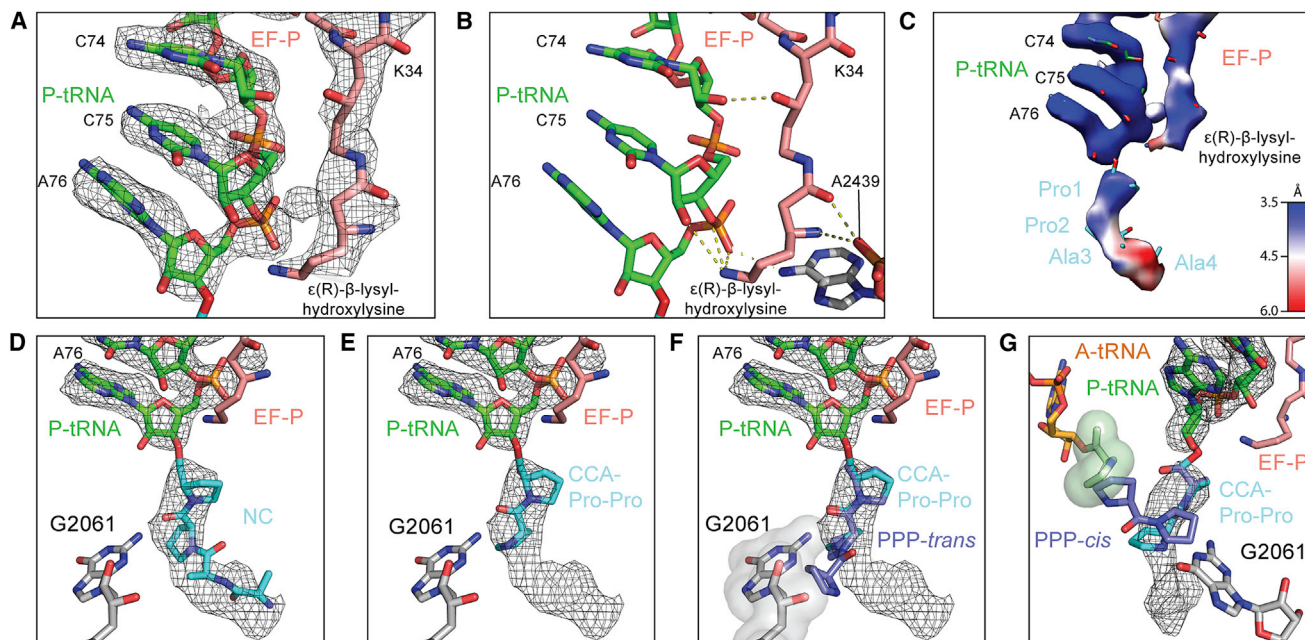 A
C74
EF-P
K34
P-tRNA
C75
A76
ε(R)-β-lysyl-
hydroxylysine
B
C74
EF-P
K34
P-tRNA
C75
A76
A2439
ε(R)-β-lysyl-
hydroxylysine
C
C74
EF-P
P-tRNA
C75
A76
ε(R)-β-lysyl-
hydroxylysine
Pro1
Pro2
Ala3
Ala4
Å
3.5
4.5
6.0
D
A76
P-tRNA
EF-P
NC
G2061
E
A76
P-tRNA
EF-P
CCA-
Pro-Pro
G2061
F
A76
P-tRNA
EF-P
CCA-
Pro-Pro
G2061
PPP-trans
G
A-tRNA
P-tRNA
EF-P
CCA-
Pro-Pro
PPP-cis
G2061